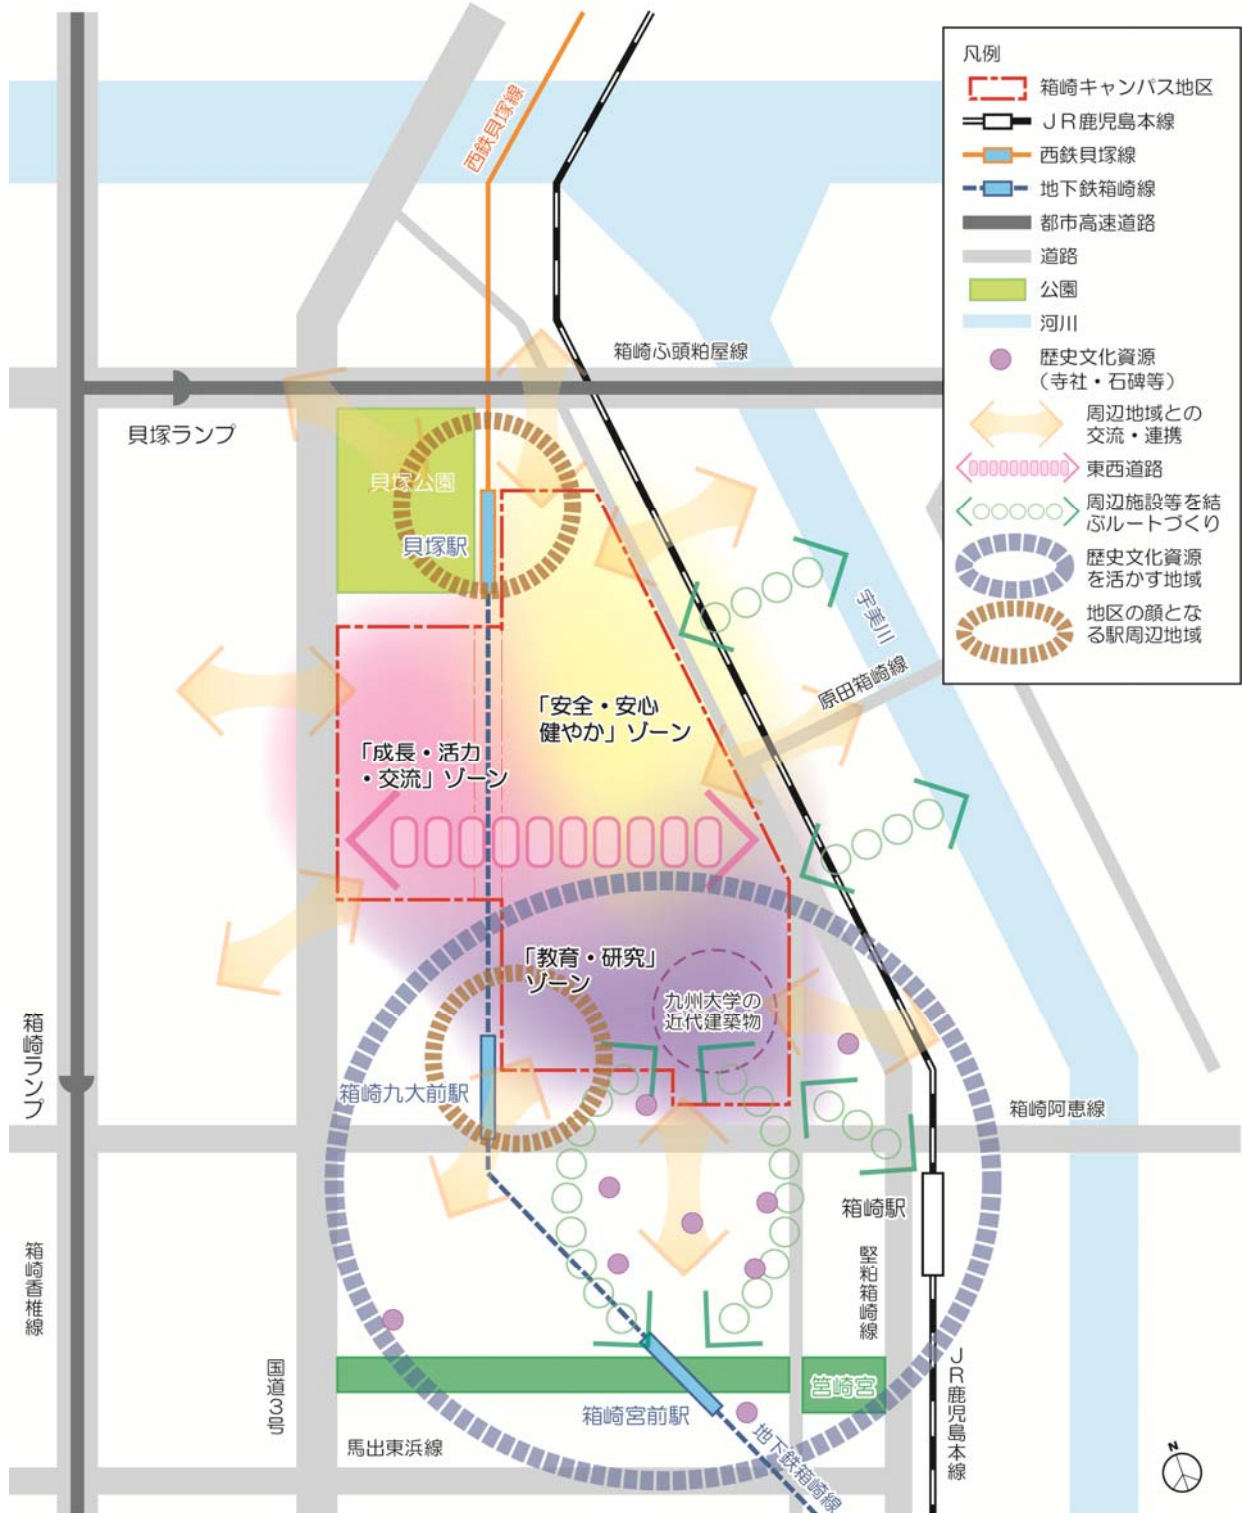 凡例
箱崎キャンパス地区
ＪＲ鹿児島本線
西鉄貝塚線
地下鉄箱崎線
都市高速道路
道路
公園
河川
歴史文化資源
（寺社・石碑等）
周辺地域との
交流・連携
東西道路
周辺施設等を結
ぶルートづくり
歴史文化資源
を活かす地域
地区の顔とな
る駅周辺地域
西鉄貝塚線
箱崎ふ頭粕屋線
貝塚ランプ
貝塚公園
貝塚駅
宇美川
原田箱崎線
「安全・安心
健やか」ゾーン
「成長・活力
・交流」ゾーン
「教育・研究」
ゾーン
九州大学の
近代建築物
箱崎ランプ
箱崎九大前駅
箱崎阿恵線
箱崎駅
箱崎香椎線
堅粕箱崎線
国道３号
筥崎宮
ＪＲ鹿児島本線
箱崎宮前駅
地下鉄箱崎線
馬出東浜線
N